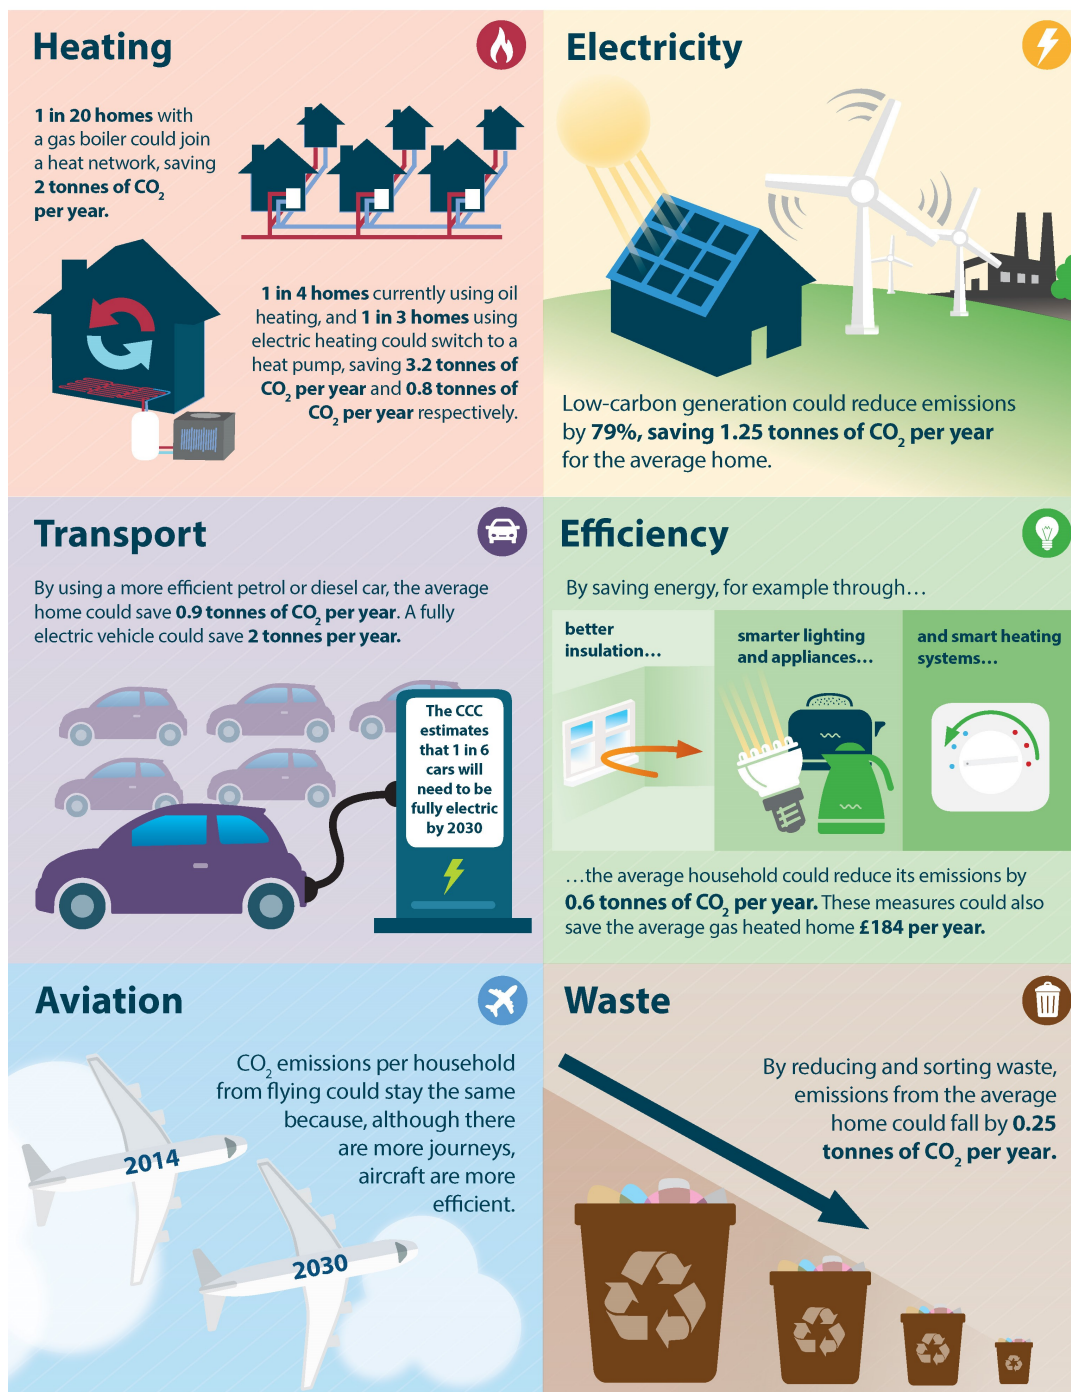 Heating
1 in 20 homes with
a gas boiler could join
a heat network, saving
2 tonnes of CO₂
per year.
1 in 4 homes currently using oil
heating, and 1 in 3 homes using
electric heating could switch to a
heat pump, saving 3.2 tonnes of
CO₂ per year and 0.8 tonnes of
CO₂ per year respectively.
Electricity
Low-carbon generation could reduce emissions
by 79%, saving 1.25 tonnes of CO₂ per year
for the average home.
Transport
By using a more efficient petrol or diesel car, the average
home could save 0.9 tonnes of CO₂ per year. A fully
electric vehicle could save 2 tonnes per year.
The CCC
estimates
that 1 in 6
cars will
need to be
fully electric
by 2030
Efficiency
By saving energy, for example through…
better
insulation…
smarter lighting
and appliances…
and smart heating
systems…
…the average household could reduce its emissions by
0.6 tonnes of CO₂ per year. These measures could also
save the average gas heated home £184 per year.
Aviation
CO₂ emissions per household
from flying could stay the same
because, although there
are more journeys,
aircraft are more
efficient.
2014
2030
Waste
By reducing and sorting waste,
emissions from the average
home could fall by 0.25
tonnes of CO₂ per year.